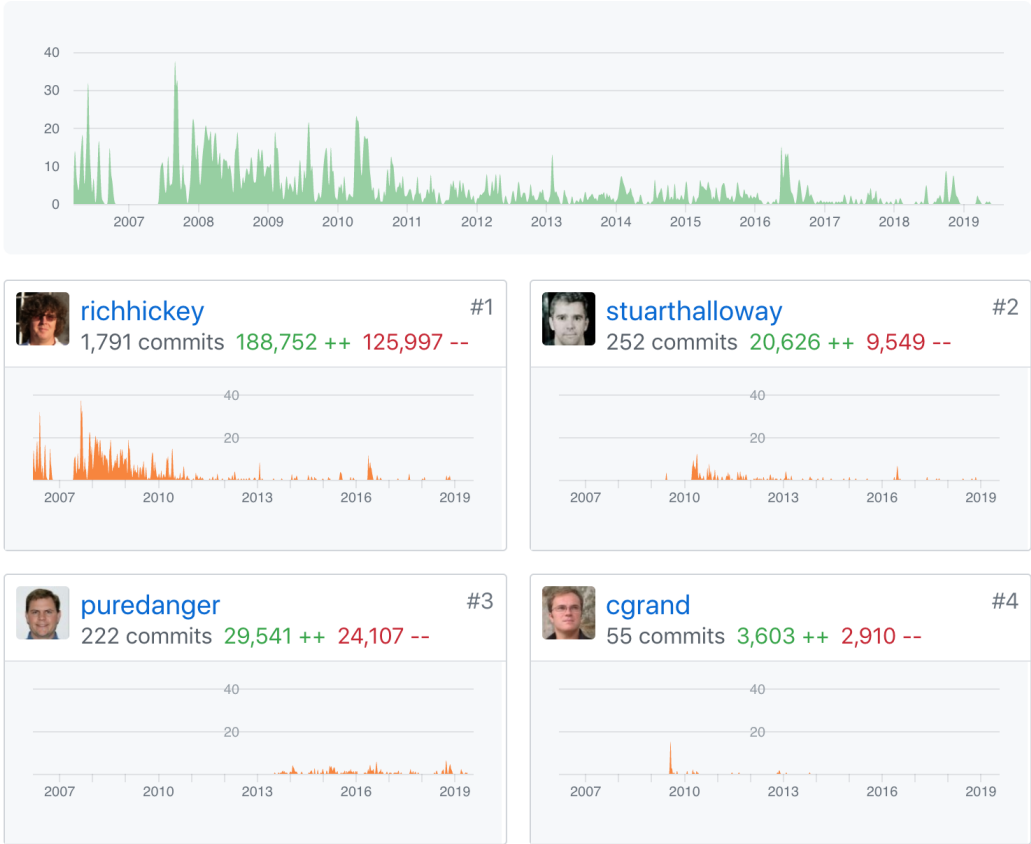 40
30
20
10
0
2007 2008 2009 2010 2011 2012 2013 2014 2015 2016 2017 2018 2019
richhickey #1
1,791 commits 188,752 ++ 125,997 --
40
20
2007 2010 2013 2016 2019
stuarthalloway #2
252 commits 20,626 ++ 9,549 --
40
20
2007 2010 2013 2016 2019
puredanger #3
222 commits 29,541 ++ 24,107 --
40
20
2007 2010 2013 2016 2019
cgrand #4
55 commits 3,603 ++ 2,910 --
40
20
2007 2010 2013 2016 2019